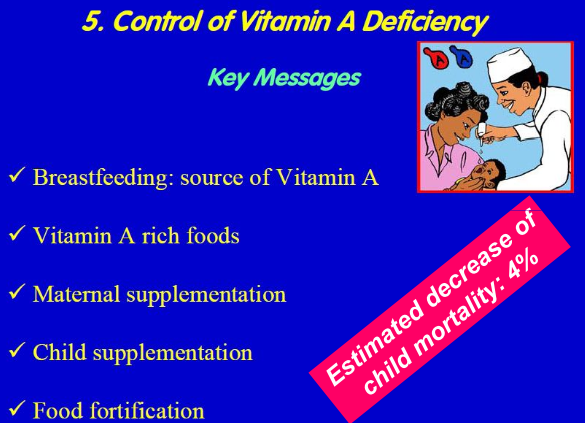 5. Control of Vitamin A Deficiency
Key Messages
A A
✓ Breastfeeding: source of Vitamin A
✓ Vitamin A rich foods
✓ Maternal supplementation
✓ Child supplementation
✓ Food fortification
Estimated decrease of
child mortality: 4%